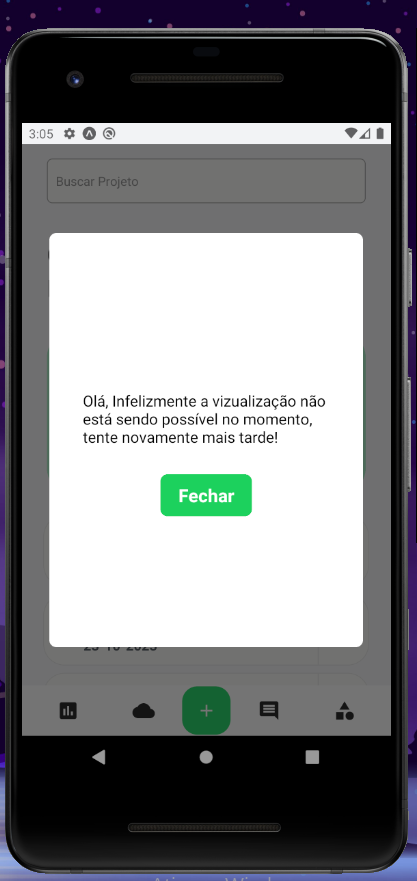 3:05
Buscar Projeto
Olá, Infelizmente a vizualização não
está sendo possível no momento,
tente novamente mais tarde!
Fechar